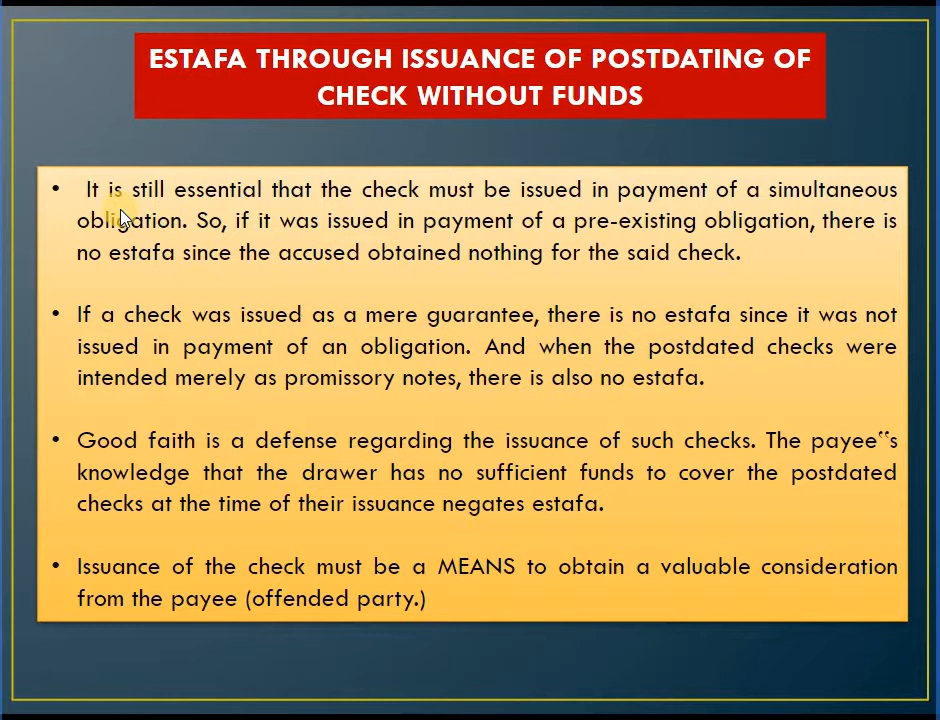 ESTAFA THROUGH ISSUANCE OF POSTDATING OF
CHECK WITHOUT FUNDS
• It is still essential that the check must be issued in payment of a simultaneous
obligation. So, if it was issued in payment of a pre-existing obligation, there is
no estafa since the accused obtained nothing for the said check.
• If a check was issued as a mere guarantee, there is no estafa since it was not
issued in payment of an obligation. And when the postdated checks were
intended merely as promissory notes, there is also no estafa.
• Good faith is a defense regarding the issuance of such checks. The payee‟s
knowledge that the drawer has no sufficient funds to cover the postdated
checks at the time of their issuance negates estafa.
• Issuance of the check must be a MEANS to obtain a valuable consideration
from the payee (offended party.)